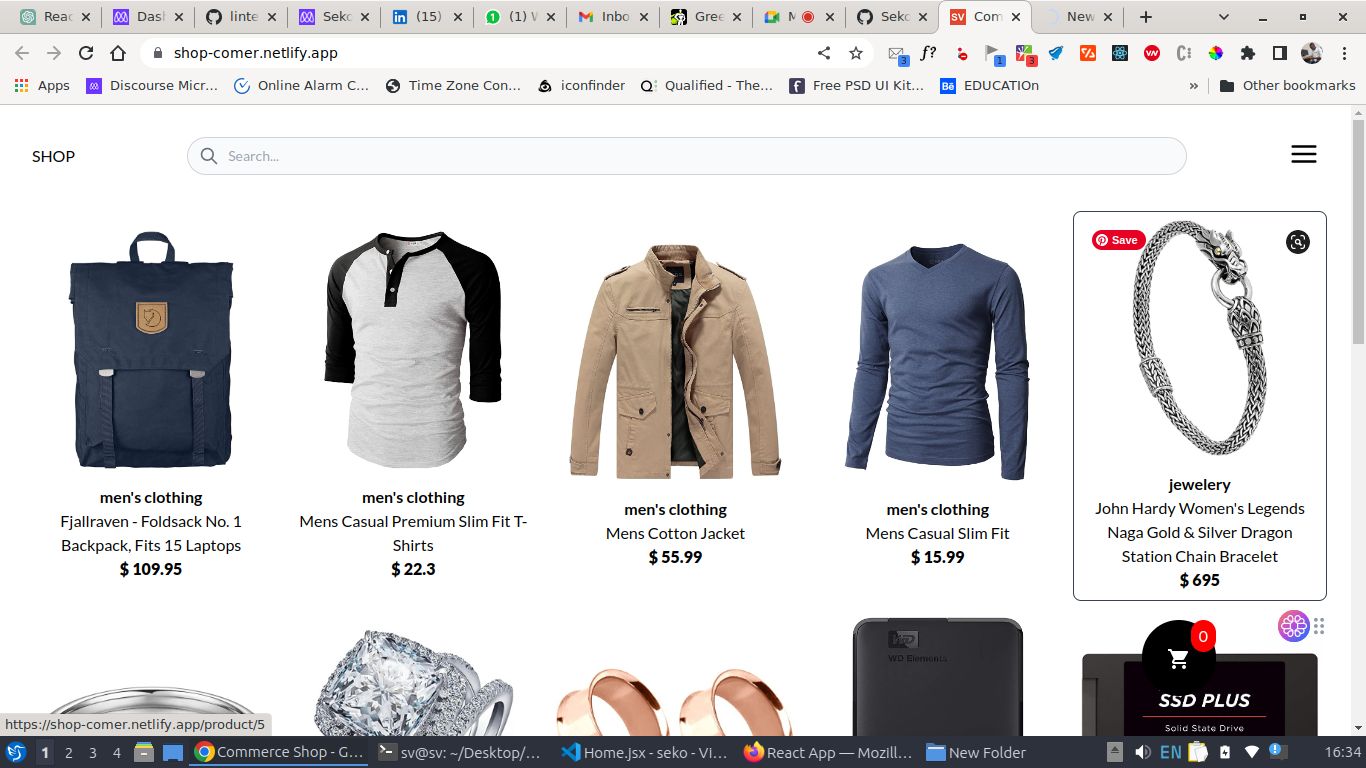 Reac
Dash
linte
Seko
(15)
(1) W
Inbo
Gree
M
Seko
SV
Com
New
shop-comer.netlify.app
3
f?
1
3
Apps
Discourse Micr...
Online Alarm C...
Time Zone Con...
iconfinder
Qualified - The...
Free PSD UI Kit...
Bē
EDUCATIOn
»
Other bookmarks
SHOP
Search...
Save
men's clothing
Fjallraven - Foldsack No. 1
Backpack, Fits 15 Laptops
$ 109.95
men's clothing
Mens Casual Premium Slim Fit T-
Shirts
$ 22.3
men's clothing
Mens Cotton Jacket
$ 55.99
men's clothing
Mens Casual Slim Fit
$ 15.99
jewelery
John Hardy Women's Legends
Naga Gold & Silver Dragon
Station Chain Bracelet
$ 695
0
WD
WD Elements
SSD PLUS
Solid State Drive
https://shop-comer.netlify.app/product/5
1 2 3 4
Commerce Shop - G...
sv@sv: ~/Desktop/...
Home.jsx - seko - VI...
React App — Mozill...
New Folder
EN
16:34